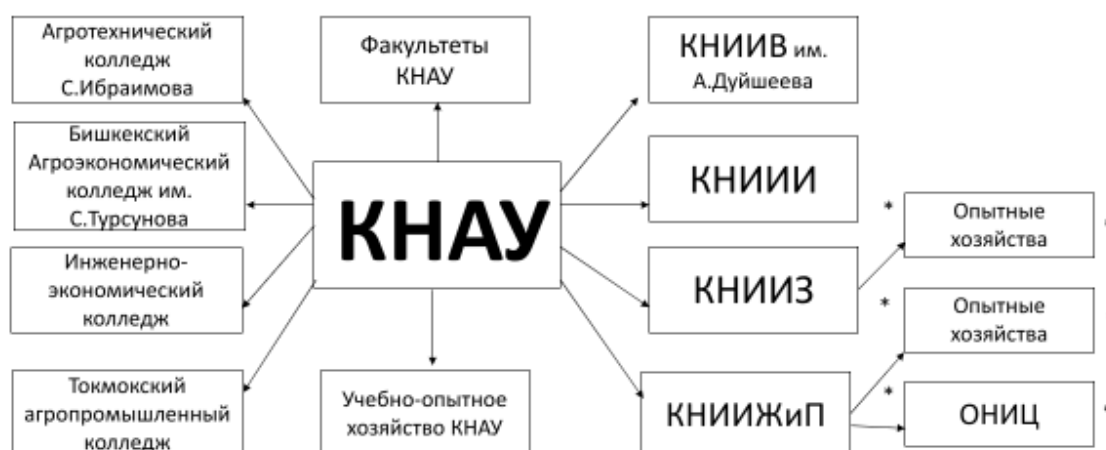 Агротехнический
колледж
С.Ибраимова
Факультеты
КНАУ
КНИИВ им.
А.Дуйшеева
Бишкекский
Агроэкономический
колледж им.
С.Турсунова
КНАУ
КНИИИ
* Опытные
хозяйства
Инженерно-
экономический
колледж
КНИИЗ
* Опытные
хозяйства
Токмокский
агропромышленный
колледж
Учебно-опытное
хозяйство КНАУ
КНИИЖиП
* ОНИЦ